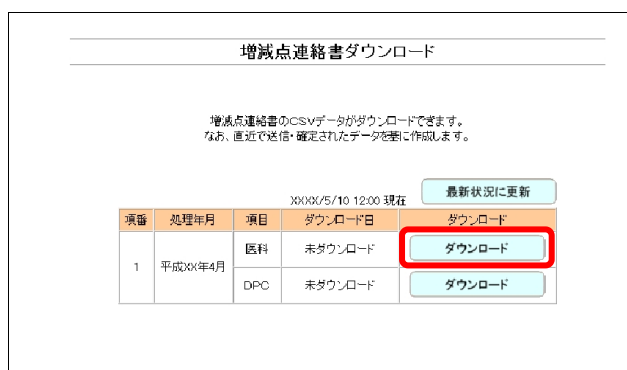 増減点連絡書ダウンロード
増減点連絡書のCSVデータがダウンロードできます。
なお、直近で送信・確定されたデータを基に作成します。
XXXX/5/10 12:00 現在 最新状況に更新
項番 処理年月 項目 ダウンロード日 ダウンロード
1 平成XX年4月 医科 未ダウンロード ダウンロード
DPC 未ダウンロード ダウンロード